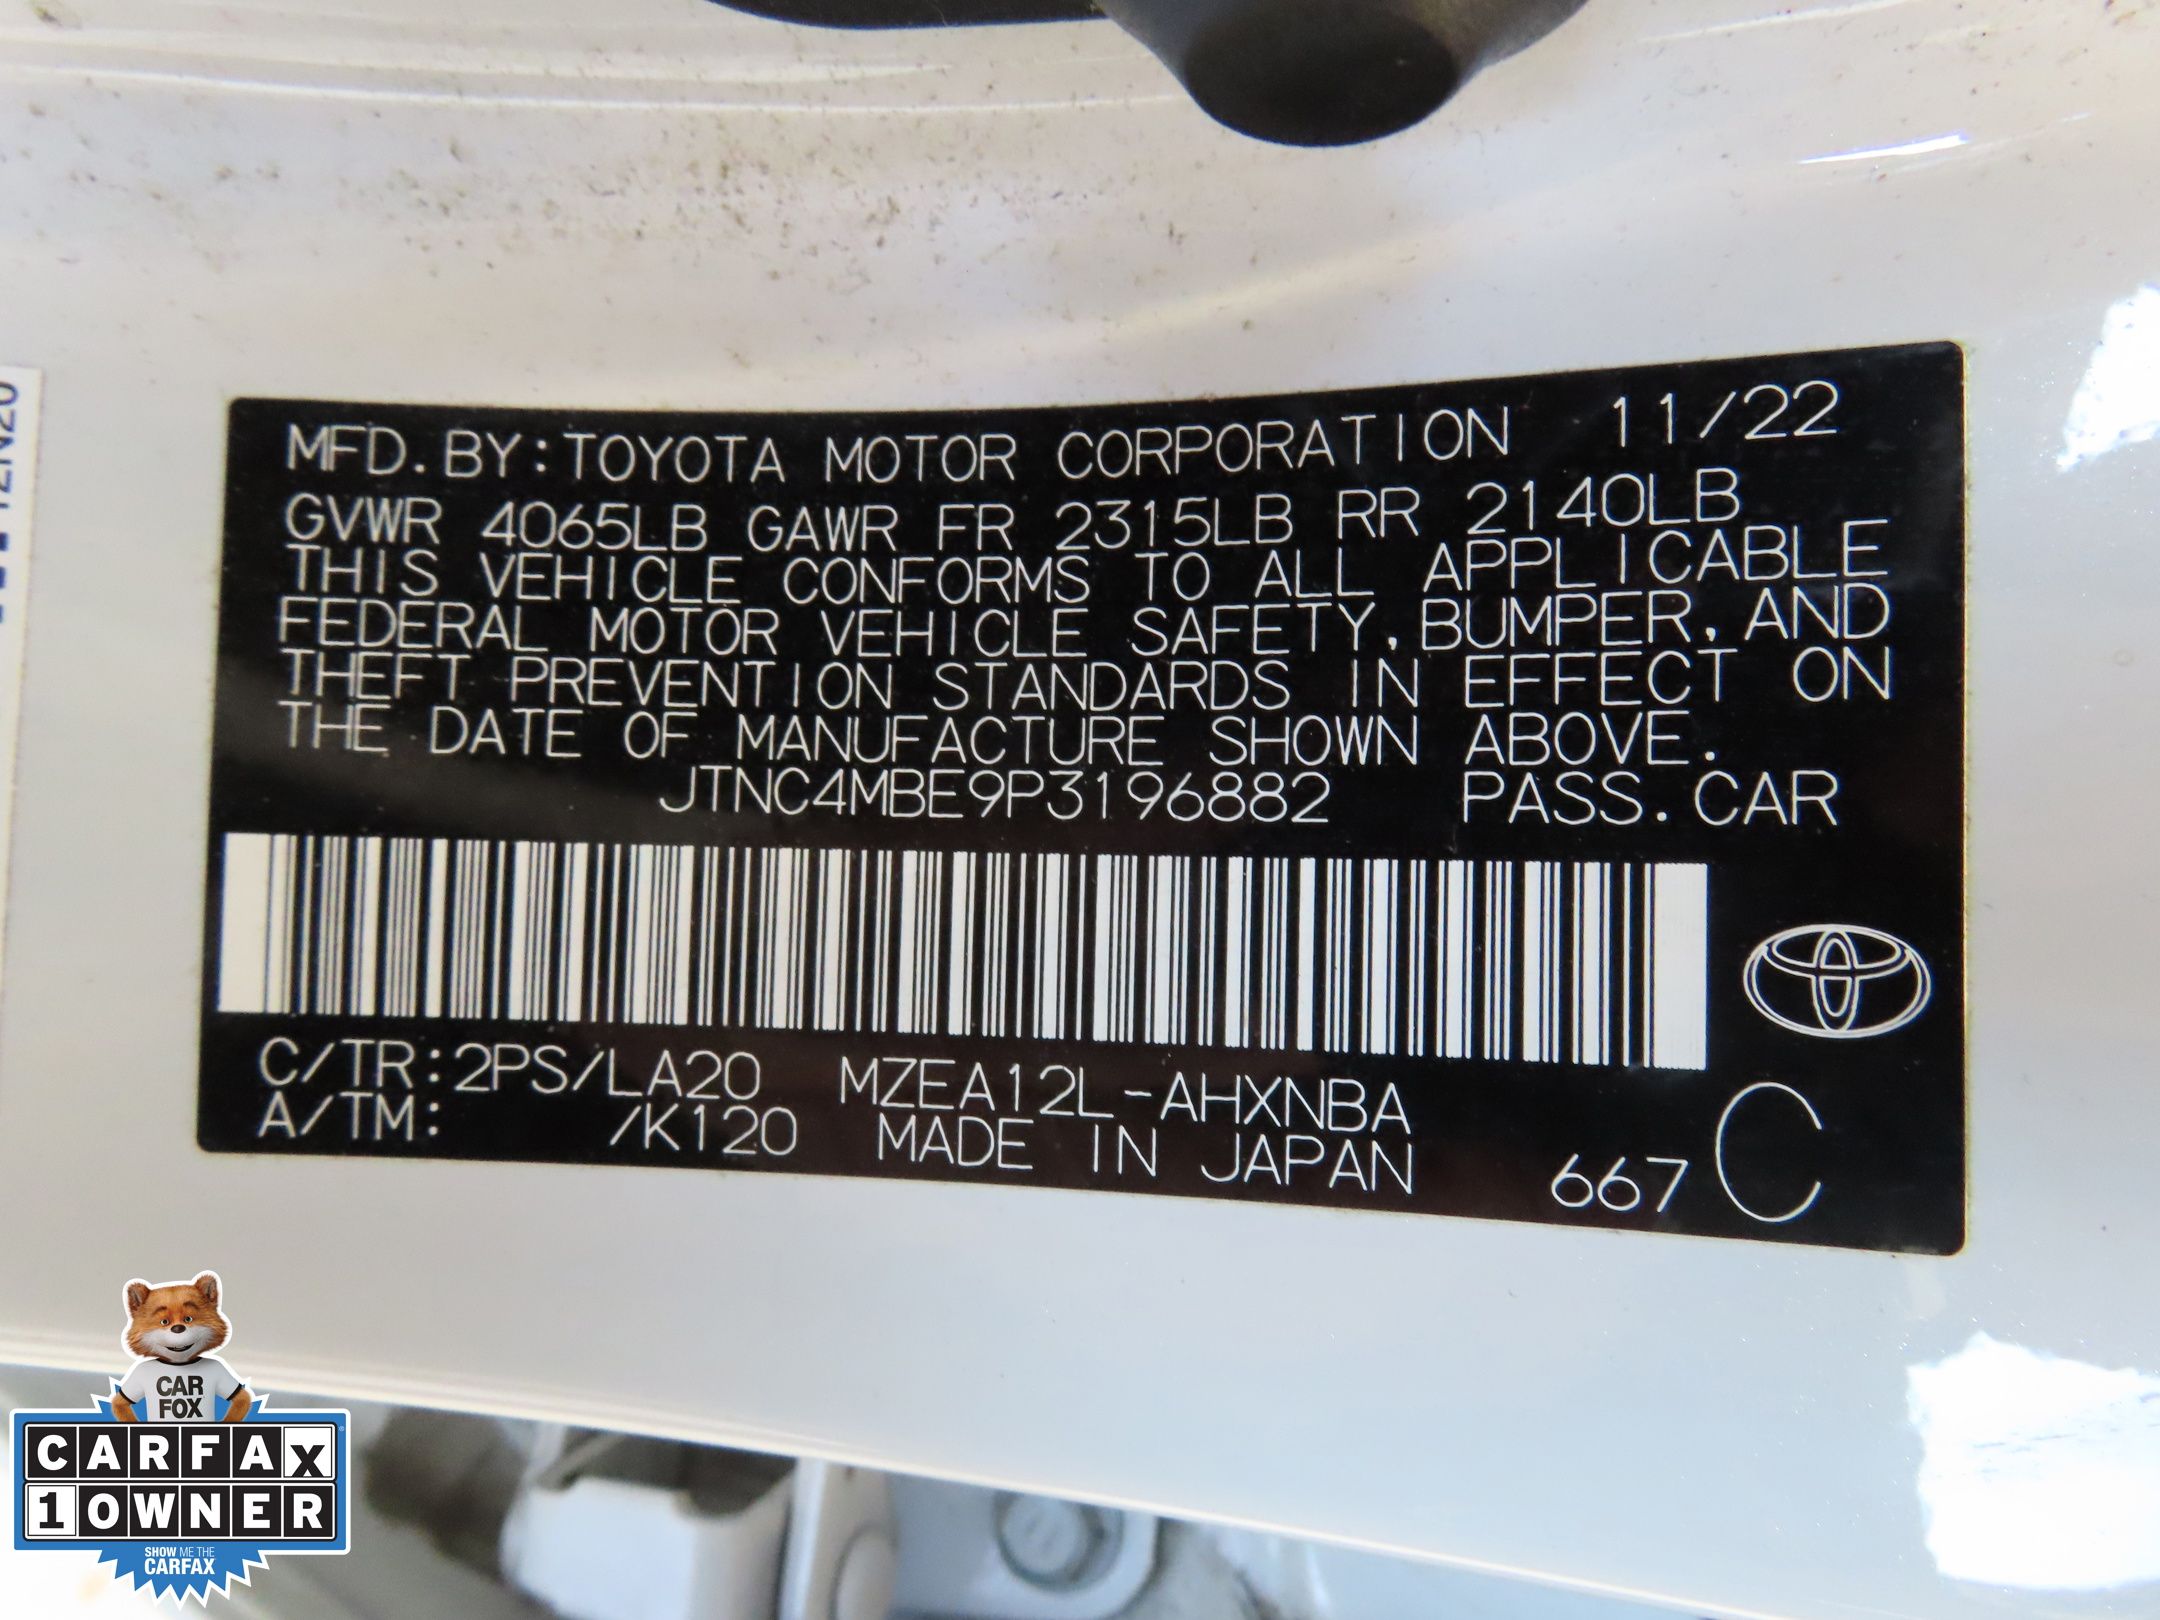 MFD. BY: TOYOTA MOTOR CORPORATION 11/22
GVWR 4065LB GAWR FR 2315LB RR 2140LB
THIS VEHICLE CONFORMS TO ALL APPLICABLE
FEDERAL MOTOR VEHICLE SAFETY, BUMPER, AND
THEFT PREVENTION STANDARDS IN EFFECT ON
THE DATE OF MANUFACTURE SHOWN ABOVE.
JTNC4MBE9P3196882 PASS. CAR
C/TR: 2PS/LA20 MZEA12L-AHXNBA
A/TM: /K120 MADE IN JAPAN 667 C
CAR
FOX
CARFAX
1 OWNER
SHOW ME THE
CARFAX